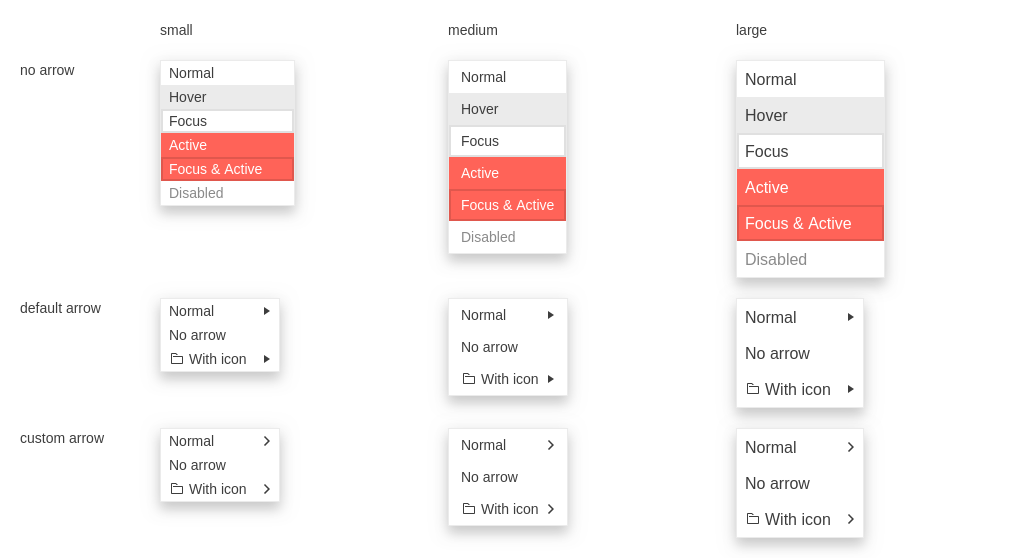 small medium large
no arrow
Normal Normal Normal
Hover Hover Hover
Focus Focus Focus
Active Active Active
Focus & Active Focus & Active Focus & Active
Disabled Disabled Disabled
default arrow
Normal Normal Normal
No arrow No arrow No arrow
With icon With icon With icon
custom arrow
Normal Normal Normal
No arrow No arrow No arrow
With icon With icon With icon